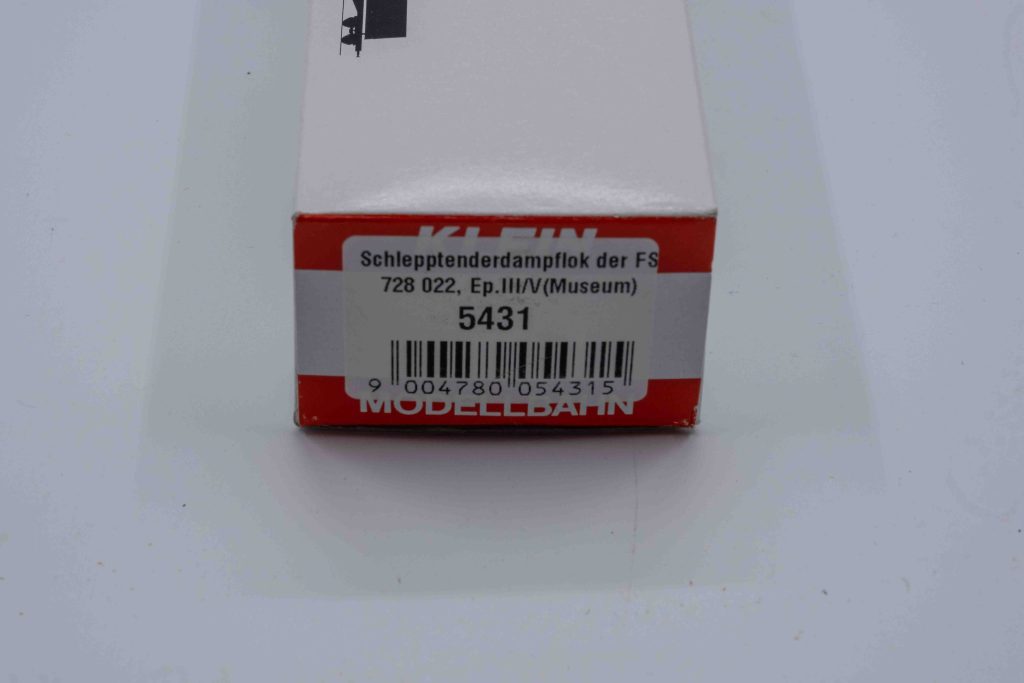 KLEIN
Schlepptenderdampflok der FS
728 022, Ep.III/V(Museum)
5431
9 004780 054315
MODELLBAHN